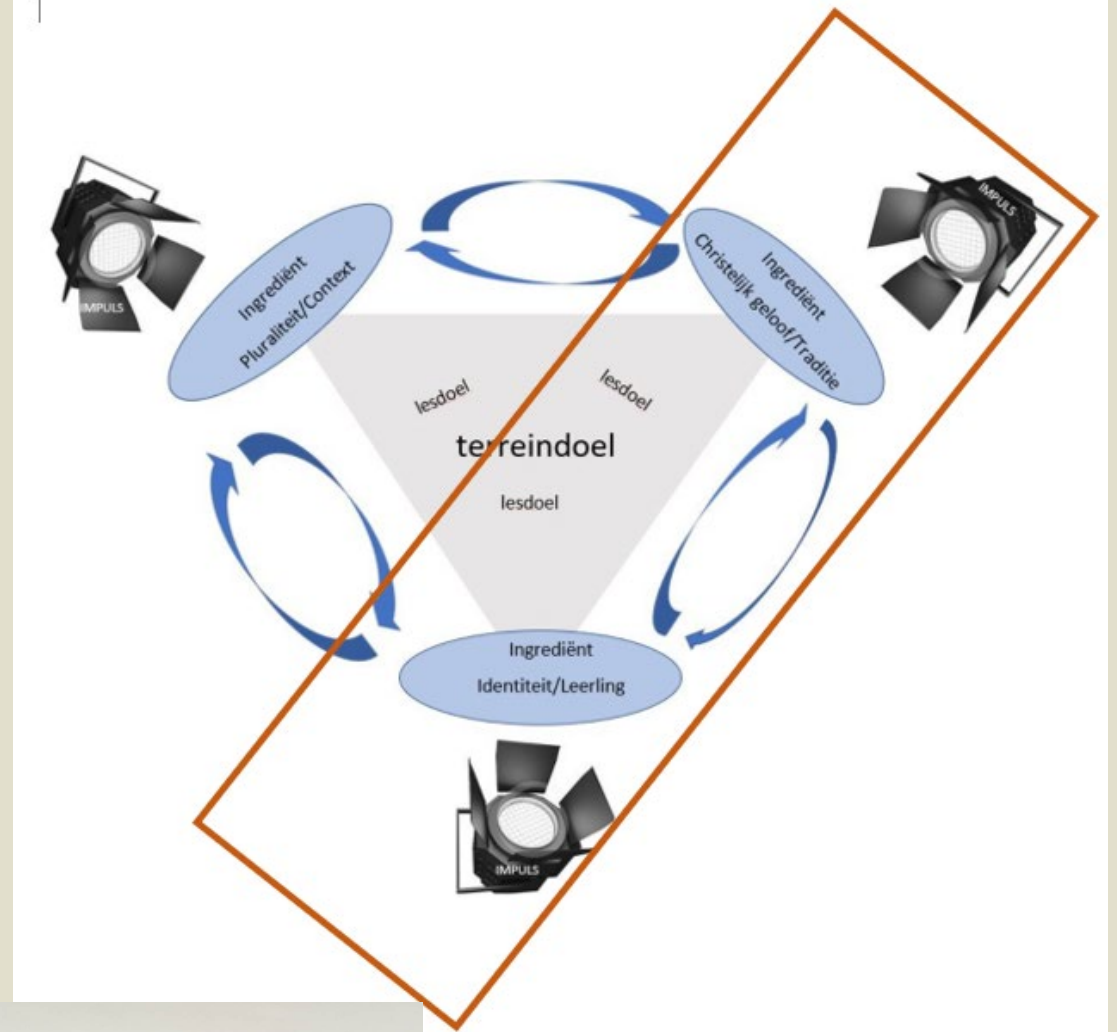 IMPULS
Ingrediënt
Pluraliteit/Context
IMPULS
Ingrediënt
Christelijk geloof/Traditie
lesdoel
lesdoel
terreindoel
lesdoel
Ingrediënt
Identiteit/Leerling
IMPULS